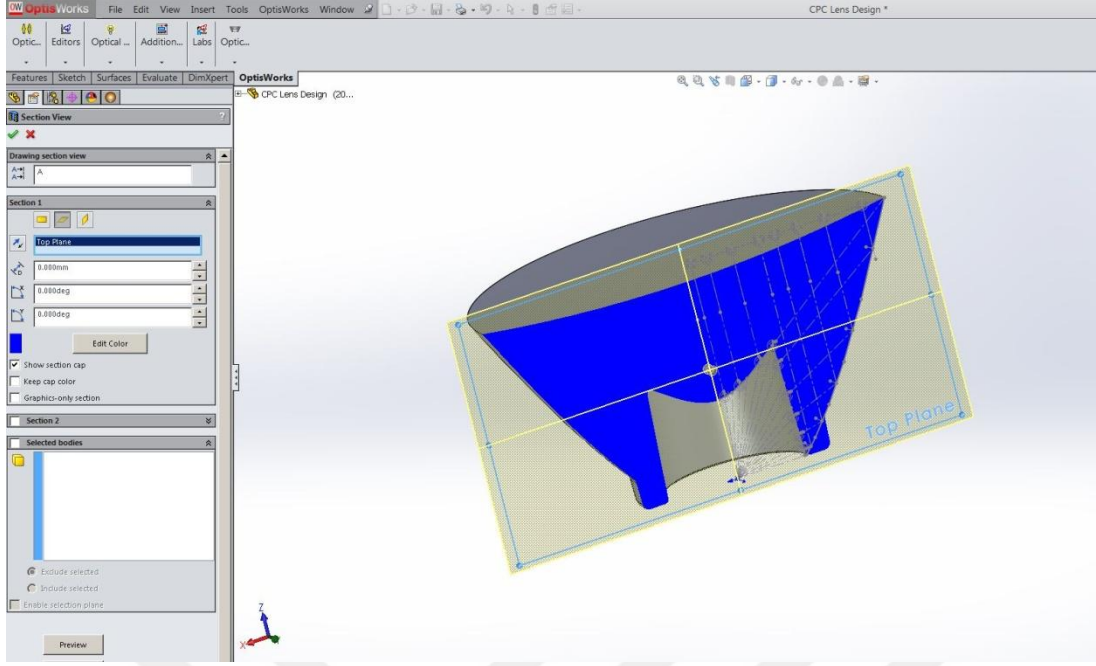 OW OptisWorks File Edit View Insert Tools OptisWorks Window CPC Lens Design *
Optic... Editors Optical ... Addition... Labs Optic...
Features Sketch Surfaces Evaluate DimXpert OptisWorks
CPC Lens Design (20...
Section View ?
Drawing section view
A
Section 1
Top Plane
0.000mm
0.000deg
0.000deg
Edit Color
Show section cap
Keep cap color
Graphics-only section
Section 2
Selected bodies
Exclude selected
Include selected
Enable selection plane
Preview
Top Plane
Z
X